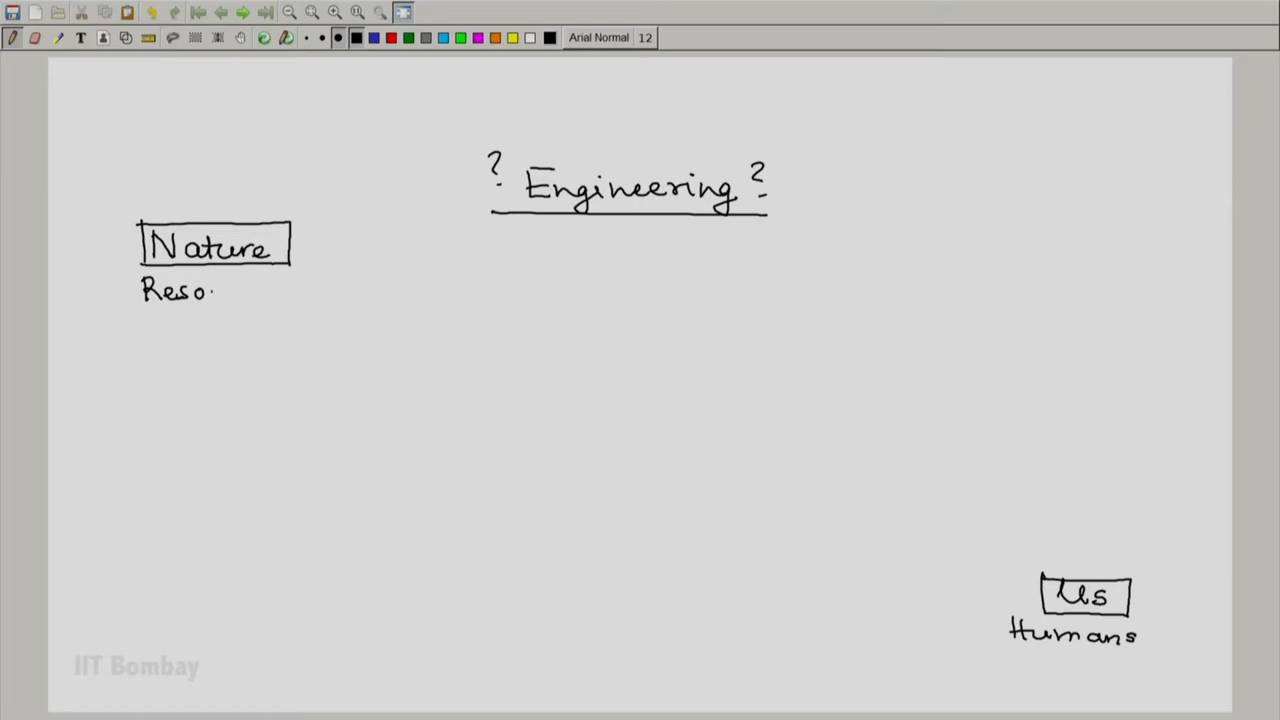 Arial Normal 12
? Engineering ?
Nature
Reso
Us
Humans
IIT Bombay